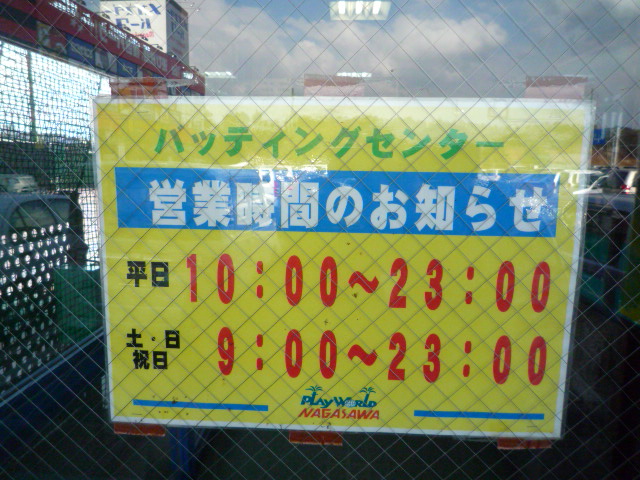 バッティングセンター
営業時間のお知らせ
平日 10:00~23:00
土・日
祝日 9:00~23:00
PLAY WORLD
NAGASAWA